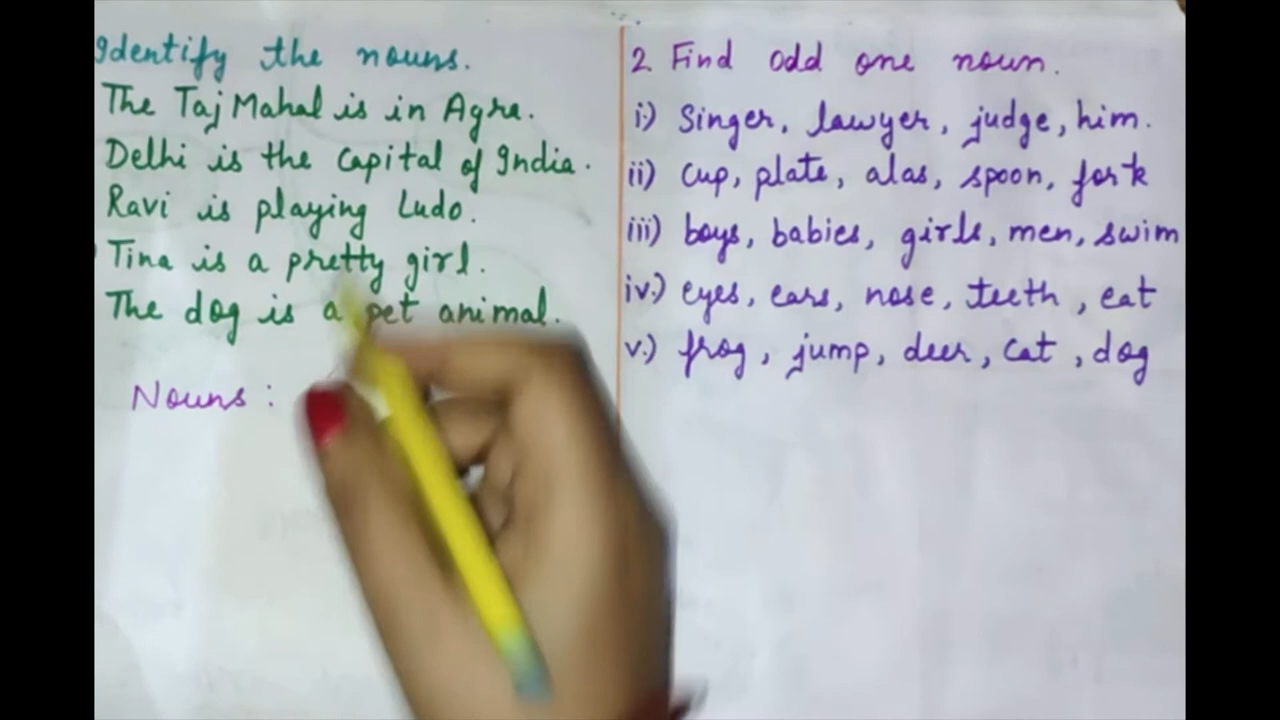 Identify the nouns.
The Taj Mahal is in Agra.
Delhi is the capital of India.
Ravi is playing Ludo.
Tina is a pretty girl.
The dog is a pet animal.
Nouns:
2 Find odd one noun.
i) Singer, lawyer, judge, him.
ii) cup, plate, alas, spoon, fork
iii) boys, babies, girls, men, swim
iv.) eyes, ears, nose, teeth, eat
v.) frog, jump, deer, cat, dog